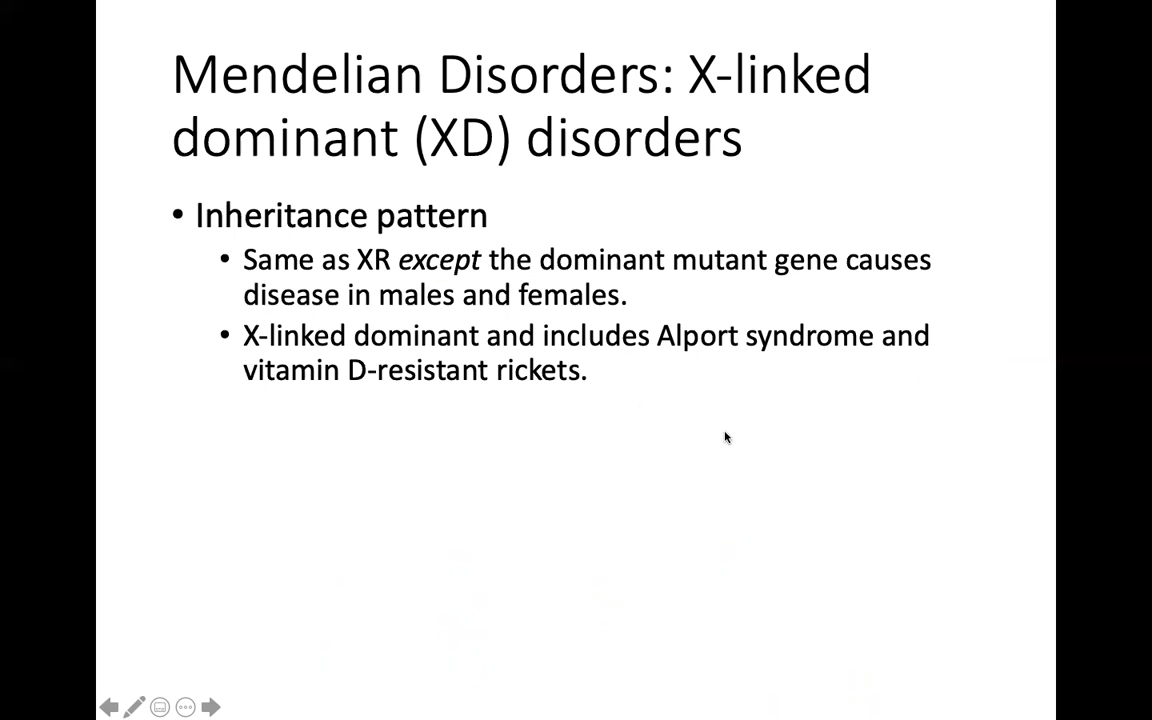 Mendelian Disorders: X-linked
dominant (XD) disorders
• Inheritance pattern
• Same as XR except the dominant mutant gene causes
disease in males and females.
• X-linked dominant and includes Alport syndrome and
vitamin D-resistant rickets.